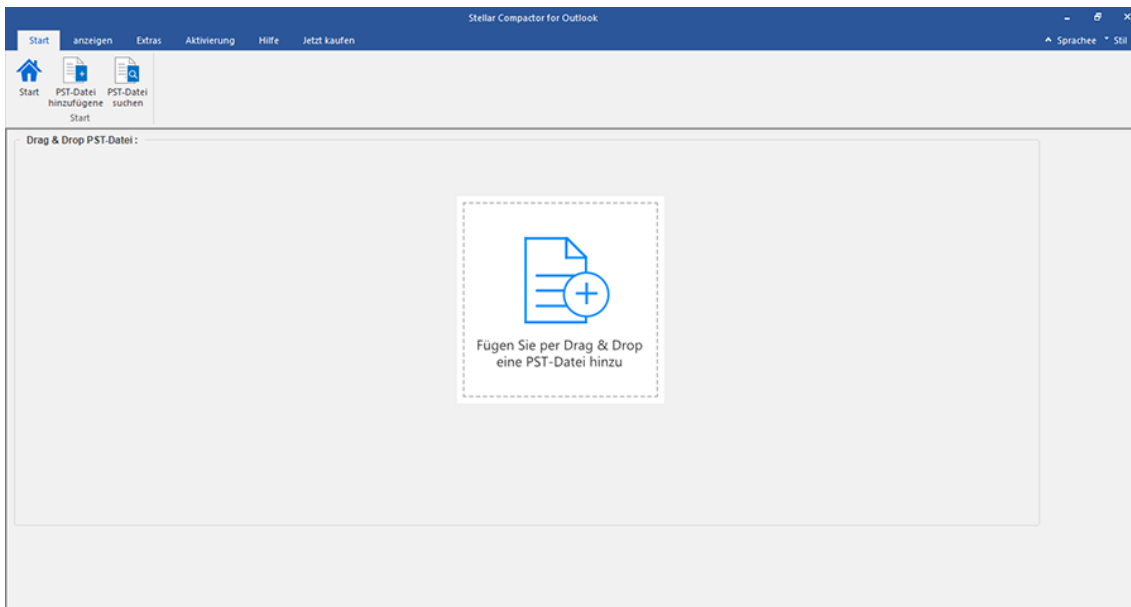 Stellar Compactor for Outlook
Start anzeigen Extras Aktivierung Hilfe Jetzt kaufen Sprachee Stil
Start PST-Datei PST-Datei
hinzufügene suchen
Start
Drag & Drop PST-Datei :
Fügen Sie per Drag & Drop
eine PST-Datei hinzu